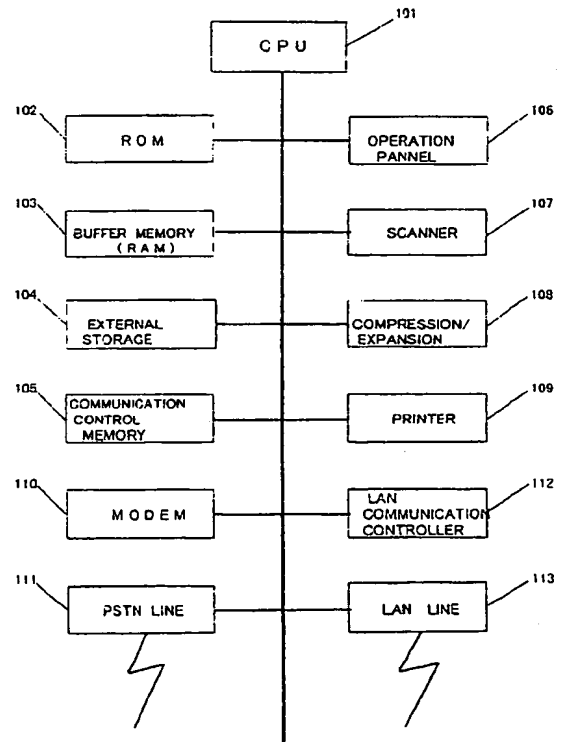 101
CPU
102
ROM
106
OPERATION
PANNEL
103
BUFFER MEMORY
(RAM)
107
SCANNER
104
EXTERNAL
STORAGE
108
COMPRESSION/
EXPANSION
105
COMMUNICATION
CONTROL
MEMORY
109
PRINTER
110
MODEM
112
LAN
COMMUNICATION
CONTROLLER
111
PSTN LINE
113
LAN LINE